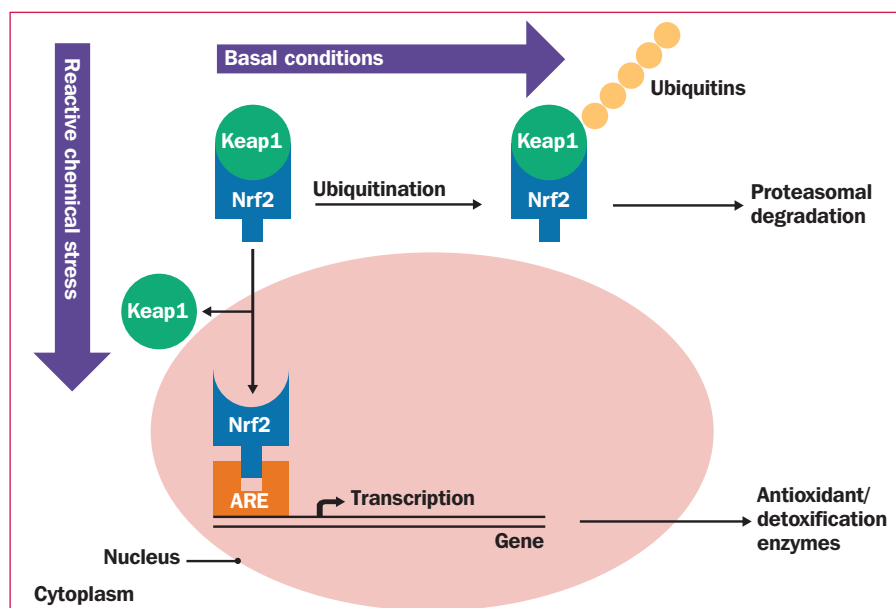 Basal conditions
Reactive chemical stress
Ubiquitins
Keap1
Nrf2
Ubiquitination
Keap1
Nrf2
Proteasomal
degradation
Keap1
Nrf2
ARE
Transcription
Gene
Antioxidant/
detoxification
enzymes
Nucleus
Cytoplasm